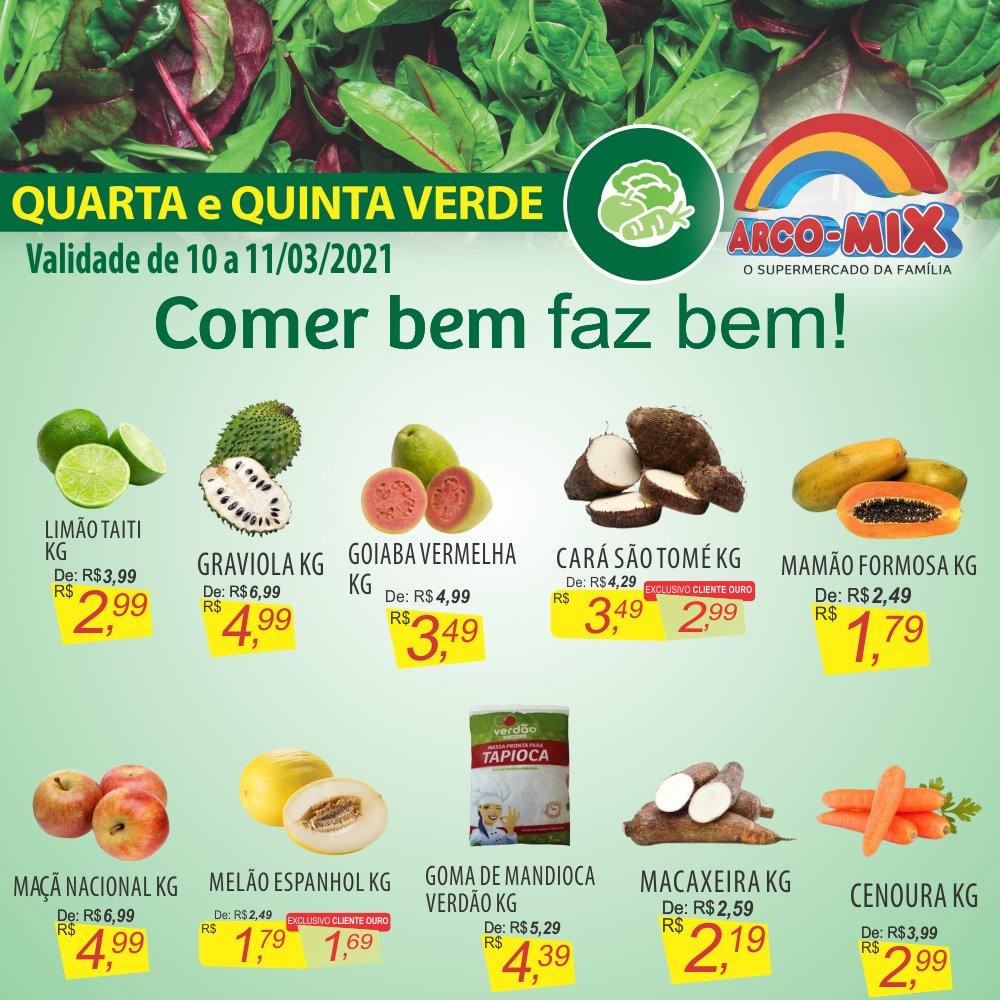 QUARTA e QUINTA VERDE
Validade de 10 a 11/03/2021
ARCO-MIX
O SUPERMERCADO DA FAMÍLIA
Comer bem faz bem!
LIMÃO TAITI
KG
De: R$3,99
R$ 2,99
GRAVIOLA KG
De: R$6,99
R$ 4,99
GOIABA VERMELHA
KG
De: R$4,99
R$ 3,49
CARÁ SÃO TOMÉ KG
De: R$4,29
R$ 3,49
EXCLUSIVO CLIENTE OURO
2,99
MAMÃO FORMOSA KG
De: R$2,49
R$ 1,79
MAÇÃ NACIONAL KG
De: R$6,99
R$ 4,99
MELÃO ESPANHOL KG
De: R$2,49
R$ 1,79
EXCLUSIVO CLIENTE OURO
1,69
verdão
MASSA PRONTA PARA
TAPIOCA
GOMA DE MANDIOCA
VERDÃO KG
De: R$5,29
R$ 4,39
MACAXEIRA KG
De: R$2,59
R$ 2,19
CENOURA KG
De: R$3,99
R$ 2,99